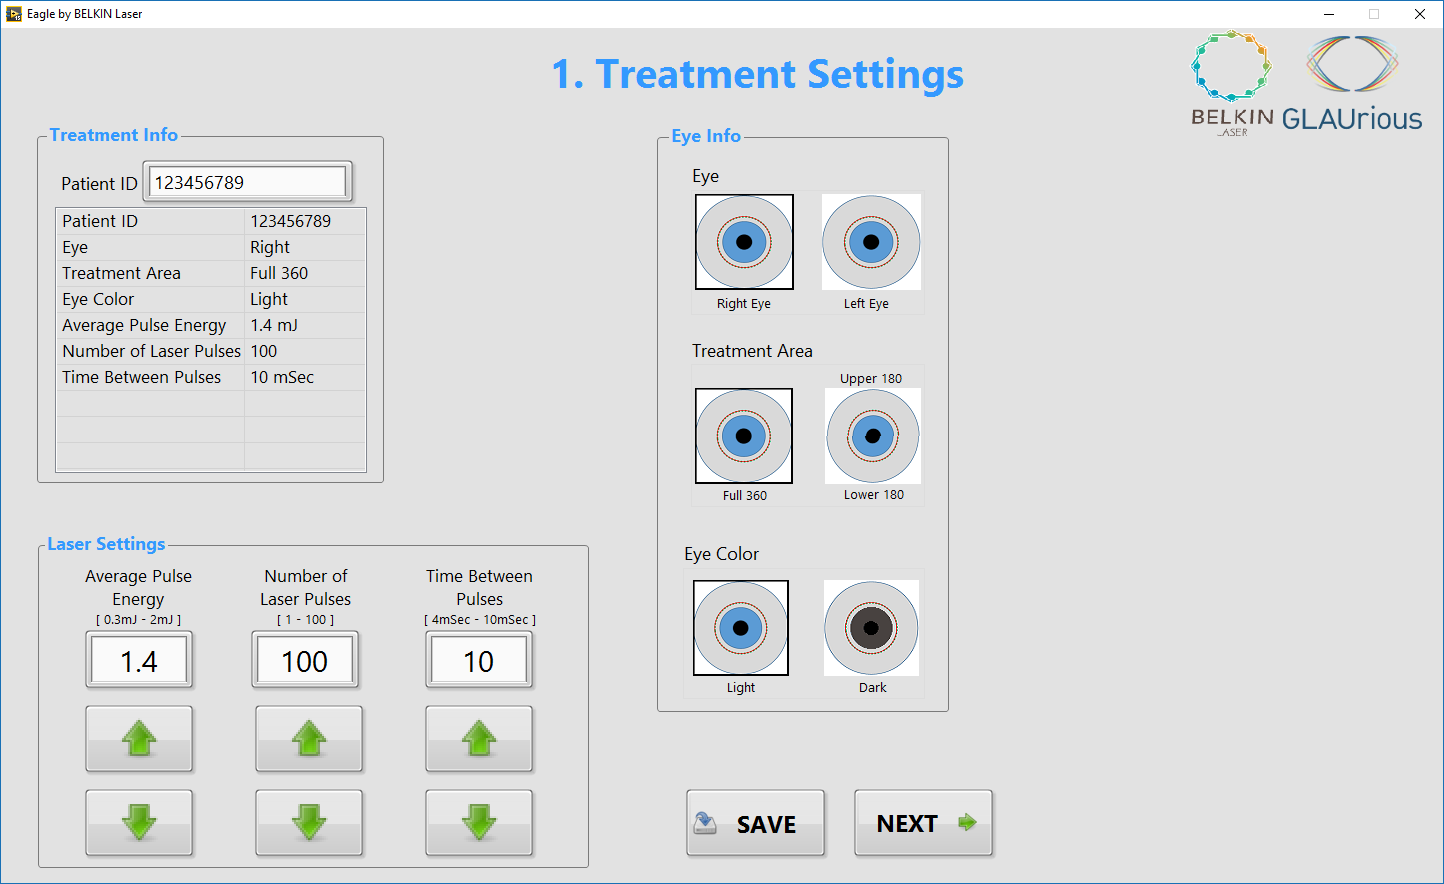 Eagle by BELKIN Laser
1. Treatment Settings
BELKIN
LASER
GLAUrious
Treatment Info
Patient ID 123456789
Patient ID 123456789
Eye Right
Treatment Area Full 360
Eye Color Light
Average Pulse Energy 1.4 mJ
Number of Laser Pulses 100
Time Between Pulses 10 mSec
Eye Info
Eye
Right Eye Left Eye
Treatment Area
Upper 180
Full 360 Lower 180
Eye Color
Light Dark
Laser Settings
Average Pulse
Energy
[ 0.3mJ - 2mJ ]
1.4
Number of
Laser Pulses
[ 1 - 100 ]
100
Time Between
Pulses
[ 4mSec - 10mSec ]
10
SAVE NEXT